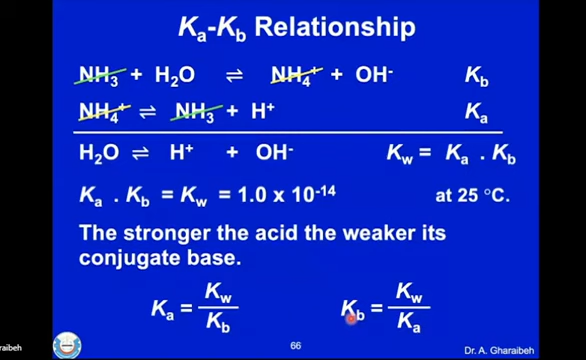 Ka-Kb Relationship
NH3 + H2O ⇌ NH4+ + OH- Kb
NH4+ ⇌ NH3 + H+ Ka
H2O ⇌ H+ + OH- Kw = Ka . Kb
Ka . Kb = Kw = 1.0 x 10-14 at 25 °C.
The stronger the acid the weaker its
conjugate base.
Ka = Kw / Kb Kb = Kw / Ka
raibeh
66
Dr. A. Gharaibeh